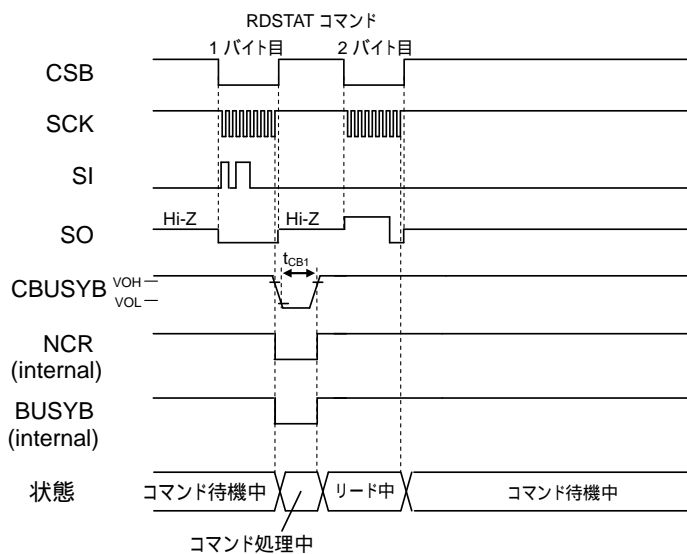 RDSTAT コマンド
1 バイト目 2 バイト目
CSB
SCK
SI
Hi-Z Hi-Z
SO
tCB1
CBUSYB VOH
VOL
NCR
(internal)
BUSYB
(internal)
状態 コマンド待機中 リード中 コマンド待機中
コマンド処理中